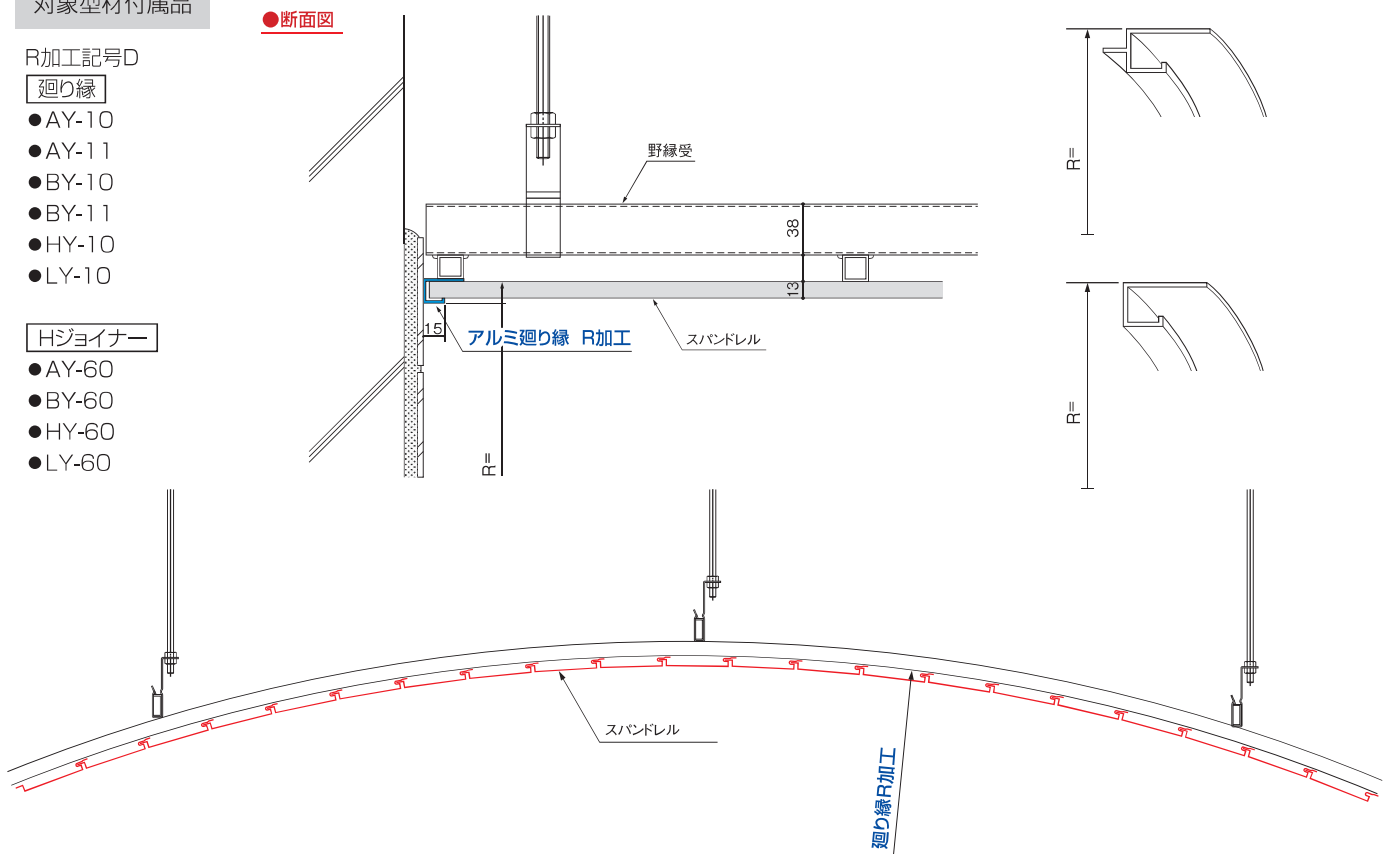 対象型材付属品
R加工記号D
廻り縁
●AY-10
●AY-11
●BY-10
●BY-11
●HY-10
●LY-10
Hジョイナー
●AY-60
●BY-60
●HY-60
●LY-60
●断面図
野縁受
38
13
15
アルミ廻り縁 R加工
スパンドレル
R=
R=
R=
スパンドレル
廻り縁R加工